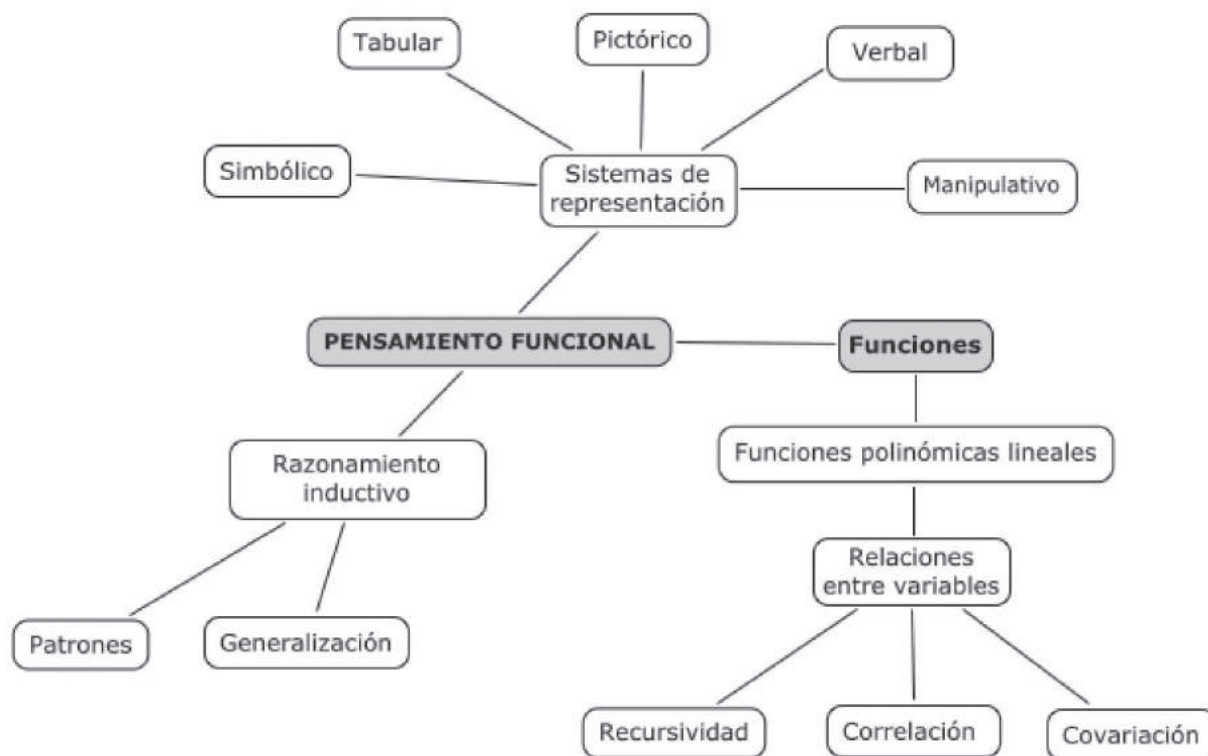 Tabular
Pictórico
Verbal
Simbólico
Sistemas de
representación
Manipulativo
PENSAMIENTO FUNCIONAL
Funciones
Razonamiento
inductivo
Funciones polinómicas lineales
Relaciones
entre variables
Patrones
Generalización
Recursividad
Correlación
Covariación